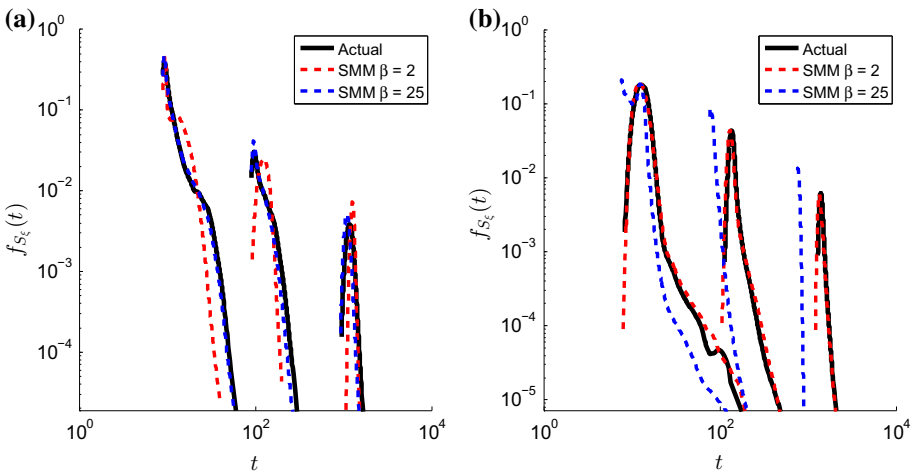 (a)
10^0
10^-1
10^-2
10^-3
10^-4
f_{S_ξ}(t)
10^0
10^2
10^4
t
Actual
SMM β = 2
SMM β = 25
(b)
10^0
10^-1
10^-2
10^-3
10^-4
10^-5
f_{S_ξ}(t)
10^0
10^2
10^4
t
Actual
SMM β = 2
SMM β = 25